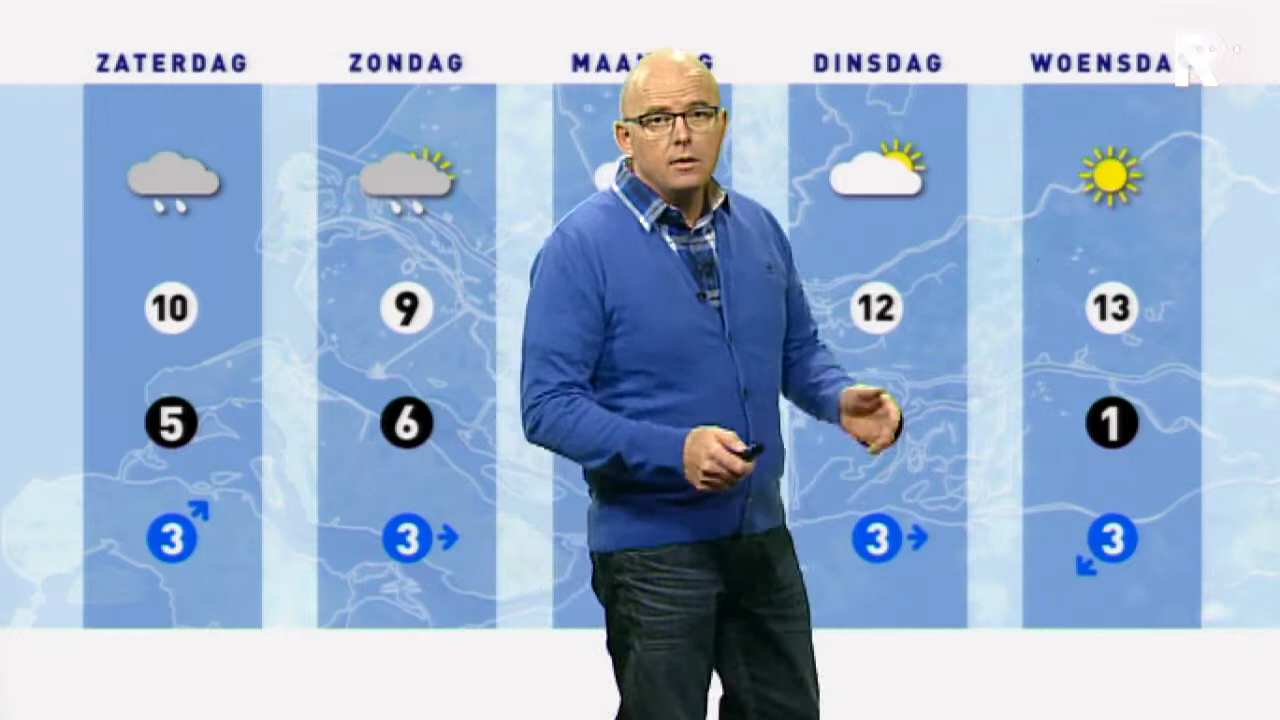 ZATERDAG ZONDAG DINSDAG
10 9 12 13
5 6 1
3 3 3 3
R